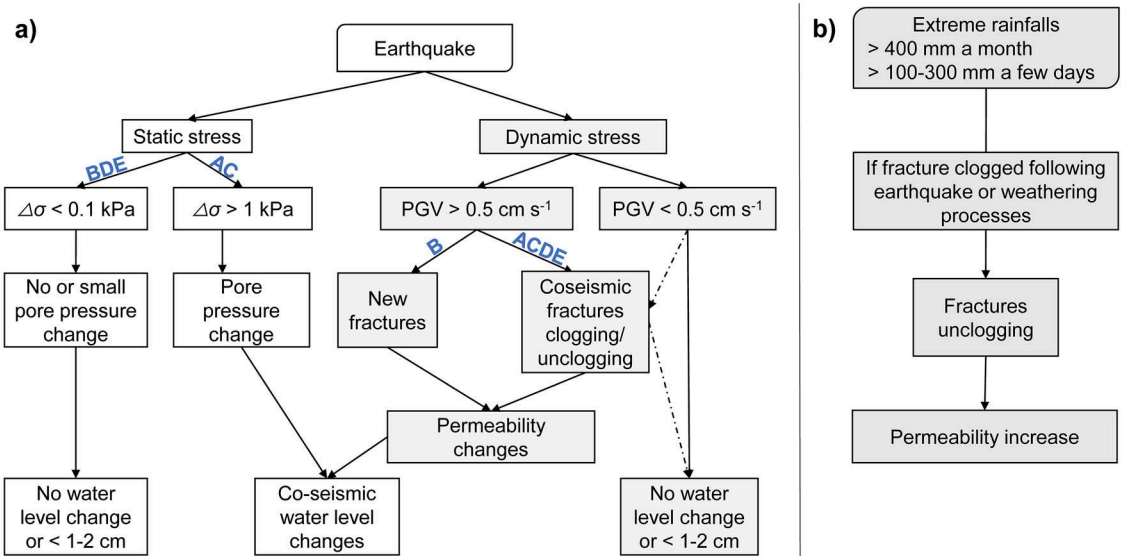 a)
Earthquake
Static stress
Dynamic stress
BDE
AC
Δσ < 0.1 kPa
Δσ > 1 kPa
PGV > 0.5 cm s⁻¹
PGV < 0.5 cm s⁻¹
B
ACDE
No or small
pore pressure
change
Pore
pressure
change
New
fractures
Coseismic
fractures
clogging/
unclogging
Permeability
changes
No water
level change
or < 1-2 cm
Co-seismic
water level
changes
No water
level change
or < 1-2 cm
b)
Extreme rainfalls
> 400 mm a month
> 100-300 mm a few days
If fracture clogged following
earthquake or weathering
processes
Fractures
unclogging
Permeability increase